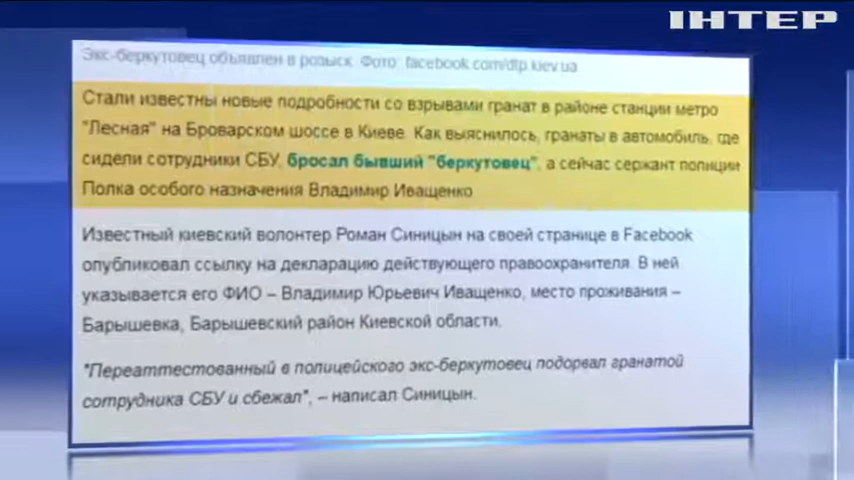 ІНТЕР
Экс-беркутовец объявлен в розыск. Фото: facebook.com/dtp.kiev.ua
Стали известны новые подробности со взрывами гранат в районе станции метро
"Лесная" на Броварском шоссе в Киеве. Как выяснилось, гранаты в автомобиль, где
сидели сотрудники СБУ, бросал бывший "беркутовец", а сейчас сержант полиции
Полка особого назначения Владимир Иващенко
Известный киевский волонтер Роман Синицын на своей странице в Facebook
опубликовал ссылку на декларацию действующего правоохранителя. В ней
указывается его ФИО – Владимир Юрьевич Иващенко, место проживания –
Барышевка, Барышевский район Киевской области.
"Переаттестованный в полицейского экс-беркутовец подорвал гранатой
сотрудника СБУ и сбежал", – написал Синицын.